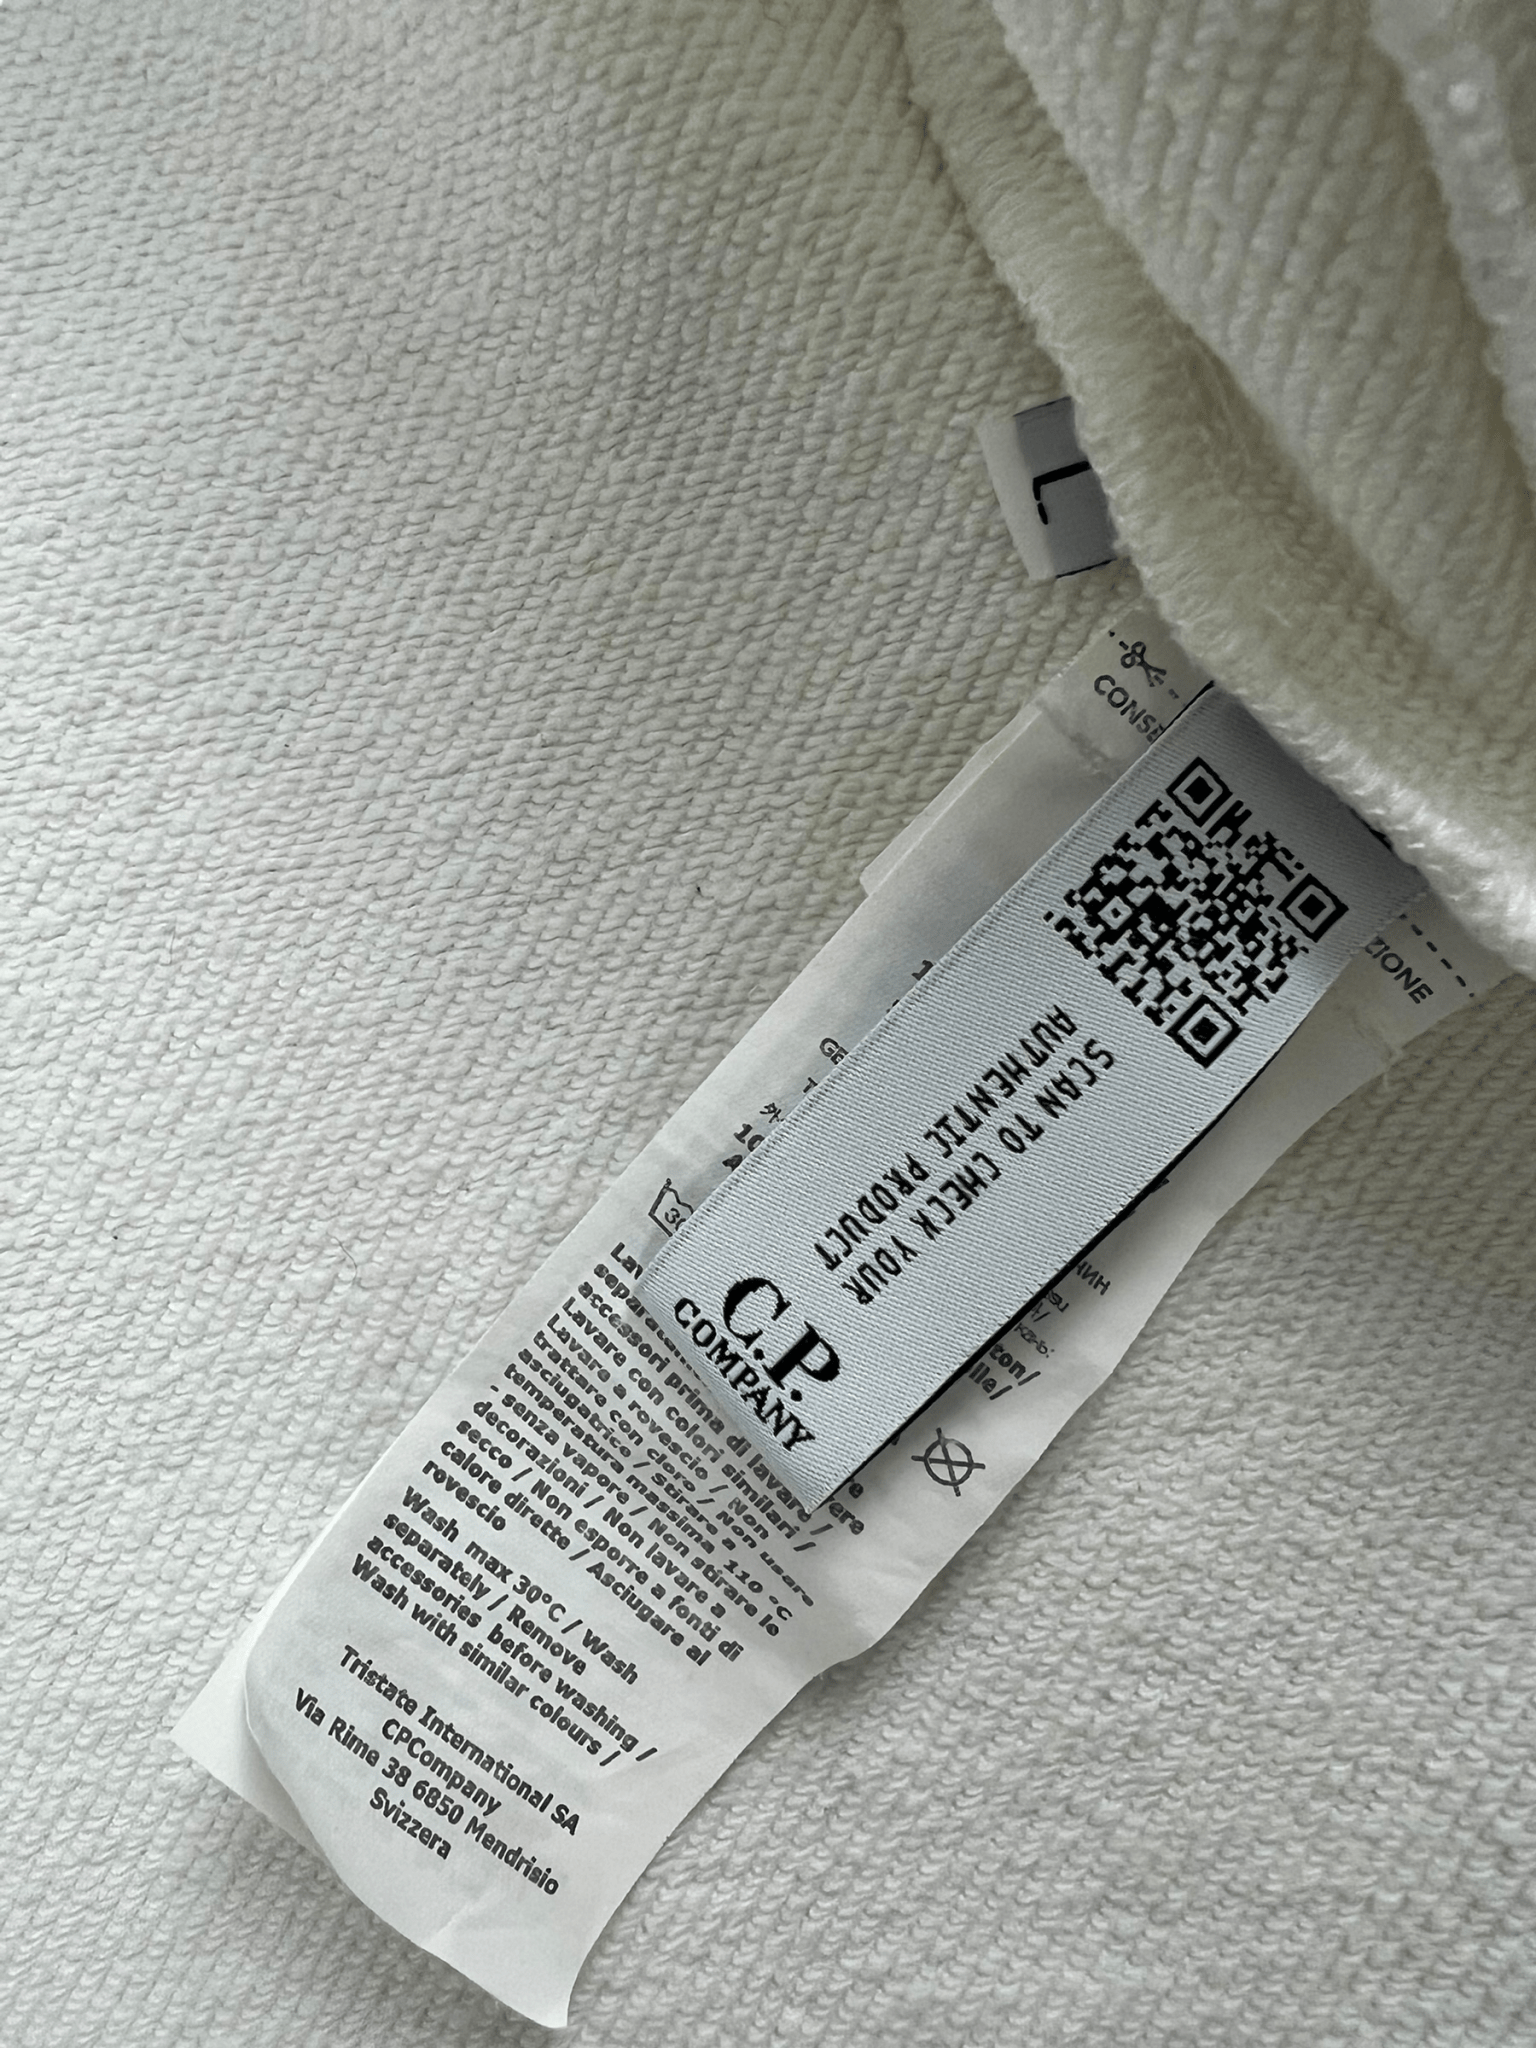 L
CONSE
ZIONE
SCAN TO CHECK YOUR
AUTHENTIC PRODUCT
C.P.
COMPANY
30
ton/
lle/
accessori prima di lavare /
Lavare con colori similari /
Lavare a rovescio / Non
trattare con cloro / Non usare
asciugatrice / Stirare a
temperatura massima 110 °C
- senza vapore / Non stirare le
decorazioni / Non lavare a
secco / Non esporre a fonti di
calore dirette / Asciugare al
rovescio
Wash max 30°C / Wash
separately / Remove
accessories before washing /
Wash with similar colours /
Tristate International SA
CPCompany
Via Rime 38 6850 Mendrisio
Svizzera